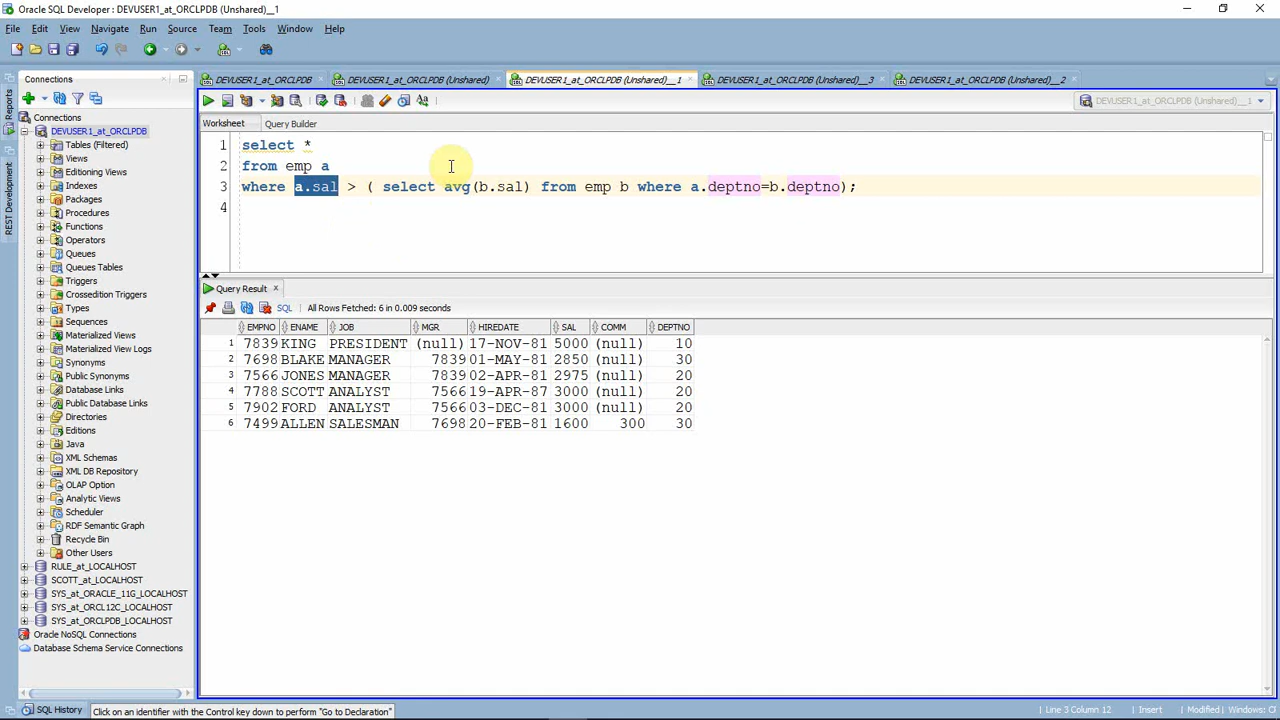 Oracle SQL Developer : DEVUSER1_at_ORCLPDB (Unshared)__1
File Edit View Navigate Run Source Team Tools Window Help
Connections
DEVUSER1_at_ORCLPDB
DEVUSER1_at_ORCLPDB (Unshared)
DEVUSER1_at_ORCLPDB (Unshared)__1
DEVUSER1_at_ORCLPDB (Unshared)__3
DEVUSER1_at_ORCLPDB (Unshared)__2
Reports
REST Development
Connections
DEVUSER1_at_ORCLPDB
Tables (Filtered)
Views
Editioning Views
Indexes
Packages
Procedures
Functions
Operators
Queues
Queues Tables
Triggers
Crossedition Triggers
Types
Sequences
Materialized Views
Materialized View Logs
Synonyms
Public Synonyms
Database Links
Public Database Links
Directories
Editions
Java
XML Schemas
XML DB Repository
OLAP Option
Analytic Views
Scheduler
RDF Semantic Graph
Recycle Bin
Other Users
RULE_at_LOCALHOST
SCOTT_at_LOCALHOST
SYS_at_ORACLE_11G_LOCALHOST
SYS_at_ORCL12C_LOCALHOST
SYS_at_ORCLPDB_LOCALHOST
Oracle NoSQL Connections
Database Schema Service Connections
DEVUSER1_at_ORCLPDB (Unshared)__1
Worksheet Query Builder
1 select *
2 from emp a
3 where a.sal > ( select avg(b.sal) from emp b where a.deptno=b.deptno);
4
Query Result
SQL All Rows Fetched: 6 in 0.009 seconds
EMPNO ENAME JOB MGR HIREDATE SAL COMM DEPTNO
1 7839 KING PRESIDENT (null) 17-NOV-81 5000 (null) 10
2 7698 BLAKE MANAGER 7839 01-MAY-81 2850 (null) 30
3 7566 JONES MANAGER 7839 02-APR-81 2975 (null) 20
4 7788 SCOTT ANALYST 7566 19-APR-87 3000 (null) 20
5 7902 FORD ANALYST 7566 03-DEC-81 3000 (null) 20
6 7499 ALLEN SALESMAN 7698 20-FEB-81 1600 300 30
SQL History
Click on an identifier with the Control key down to perform "Go to Declaration"
Line 3 Column 12 Insert Modified Windows: C